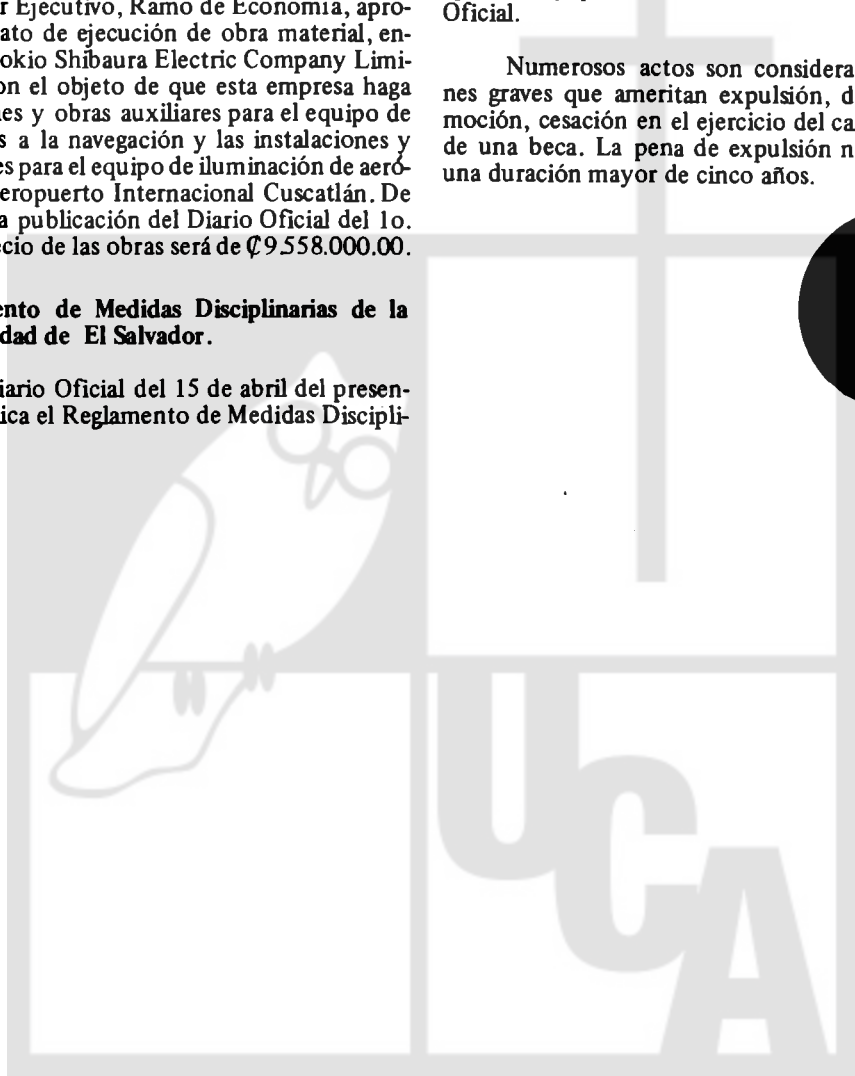 r Ejecutivo, Ramo de Economía, apro-
ato de ejecución de obra material, en-
okio Shibaura Electric Company Limi-
on el objeto de que esta empresa haga
es y obras auxiliares para el equipo de
s a la navegación y las instalaciones y
es para el equipo de iluminación de aeró-
eropuerto Internacional Cuscatlán. De
a publicación del Diario Oficial del 1o.
cio de las obras será de ₡9.558.000.00.
ento de Medidas Disciplinarias de la
dad de El Salvador.
iario Oficial del 15 de abril del presen-
ica el Reglamento de Medidas Discipli-
Oficial.
Numerosos actos son considera
nes graves que ameritan expulsión, d
moción, cesación en el ejercicio del ca
de una beca. La pena de expulsión n
una duración mayor de cinco años.
UCA